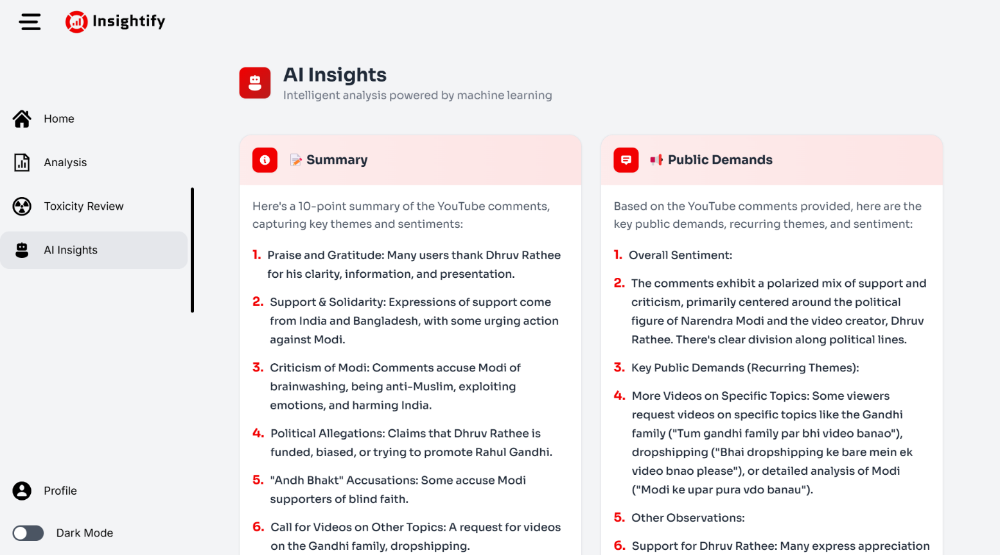 Insightify
Home
Analysis
Toxicity Review
AI Insights
Profile
Dark Mode
AI Insights
Intelligent analysis powered by machine learning
Summary
Here's a 10-point summary of the YouTube comments,
capturing key themes and sentiments:
1. Praise and Gratitude: Many users thank Dhruv Rathee
for his clarity, information, and presentation.
2. Support & Solidarity: Expressions of support come
from India and Bangladesh, with some urging action
against Modi.
3. Criticism of Modi: Comments accuse Modi of
brainwashing, being anti-Muslim, exploiting
emotions, and harming India.
4. Political Allegations: Claims that Dhruv Rathee is
funded, biased, or trying to promote Rahul Gandhi.
5. "Andh Bhakt" Accusations: Some accuse Modi
supporters of blind faith.
6. Call for Videos on Other Topics: A request for videos
on the Gandhi family, dropshipping.
Public Demands
Based on the YouTube comments provided, here are the
key public demands, recurring themes, and sentiment:
1. Overall Sentiment:
2. The comments exhibit a polarized mix of support and
criticism, primarily centered around the political
figure of Narendra Modi and the video creator, Dhruv
Rathee. There's clear division along political lines.
3. Key Public Demands (Recurring Themes):
4. More Videos on Specific Topics: Some viewers
request videos on specific topics like the Gandhi
family ("Tum gandhi family par bhi video banao"),
dropshipping ("Bhai dropshipping ke bare mein ek
video bnao please"), or detailed analysis of Modi
("Modi ke upar pura vdo banau").
5. Other Observations:
6. Support for Dhruv Rathee: Many express appreciation